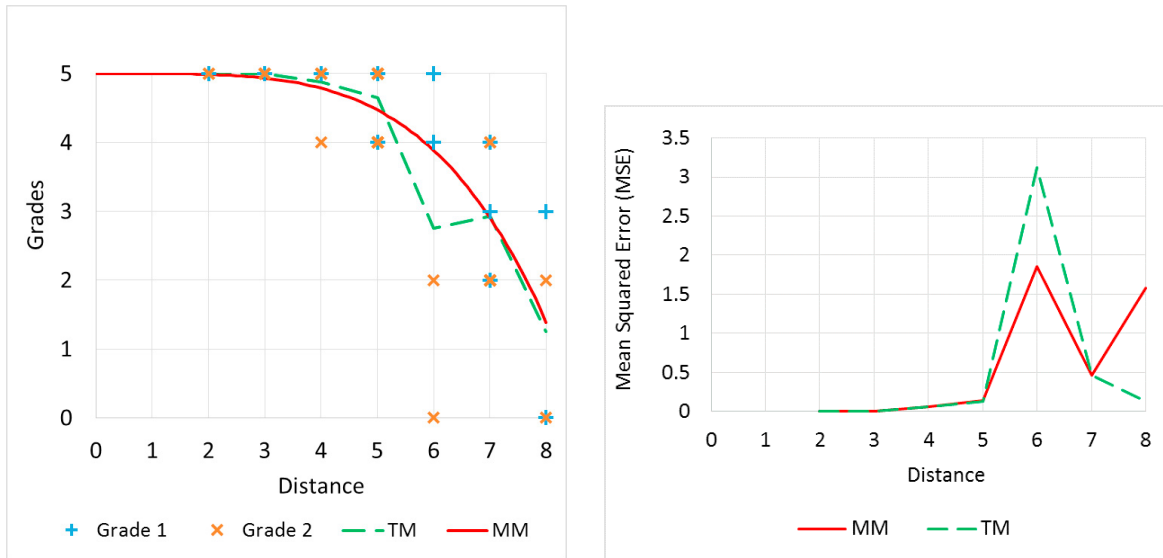 Grades
5
4
3
2
1
0
0 1 2 3 4 5 6 7 8
Distance
Grade 1 Grade 2 TM MM
Mean Squared Error (MSE)
3.5
3
2.5
2
1.5
1
0.5
0
0 1 2 3 4 5 6 7 8
Distance
MM TM